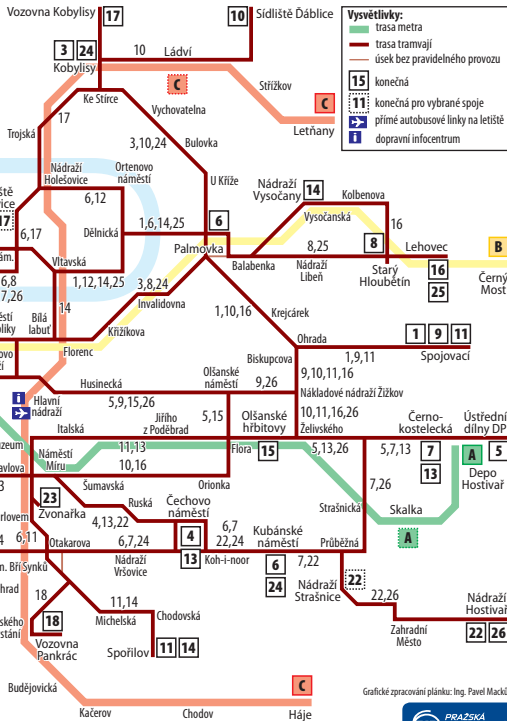 Vozovna Kobylisy
17
10
Sídliště Ďáblice
3
24
Kobylisy
10
Ládví
C
Střížkov
C
Letňany
Vysvětlivky:
trasa metra
trasa tramvají
úsek bez pravidelného provozu
15 konečná
11 konečná pro vybrané spoje
přímé autobusové linky na letiště
i dopravní infocentrum
Ke Stírce
17
Vychovatelna
Trojská
3,10,24
Bulovka
Nádraží
Holešovice
Ortenovo
náměstí
U Kříže
6,12
Nádraží
Vysočany
14
Kolbenova
Vysočanská
16
17
6,17
Dělnická
1,6,14,25
6
Palmovka
8,25
8
Lehovec
B
Balabenka
Nádraží
Libeň
Starý
Hloubětín
16
25
Černý
Most
Vltavská
1,12,14,25
3,8,24
Invalidovna
14
Bílá
labuť
Křižíkova
1,10,16
Krejcárek
Florenc
Ohrada
1
9
11
Spojovací
Biskupcova
1,9,11
9,10,11,16
Husinecká
Olšanské
náměstí
9,26
Nákladové nádraží Žižkov
i
Hlavní
nádraží
5,9,15,26
5,15
Olšanské
hřbitovy
10,11,16,26
Želivského
Italská
Jiřího
z Poděbrad
Černo-
kostelecká
Ústřední
dílny DP
Náměstí
Míru
11,13
10,16
Flora
15
5,13,26
5,7,13
7
13
A
5
Depo
Hostivař
Orionka
7,26
Šumavská
Strašnická
Skalka
A
23
Zvonařka
Ruská
Čechovo
náměstí
4,13,22
4
13
6,7
22,24
Kubánské
náměstí
Průběžná
6,11
Otakarova
6,7,24
Nádraží
Vršovice
Koh-i-noor
6
24
7,22
Nádraží
Strašnice
22
22,26
Nádraží
Hostivař
22
26
Zahradní
Město
18
11,14
Michelská
Chodovská
18
Vozovna
Pankrác
Spořilov
11
14
Budějovická
Kačerov
Chodov
C
Háje
Grafické zpracování plánku: Ing. Pavel Macků
PRAŽSKÁ